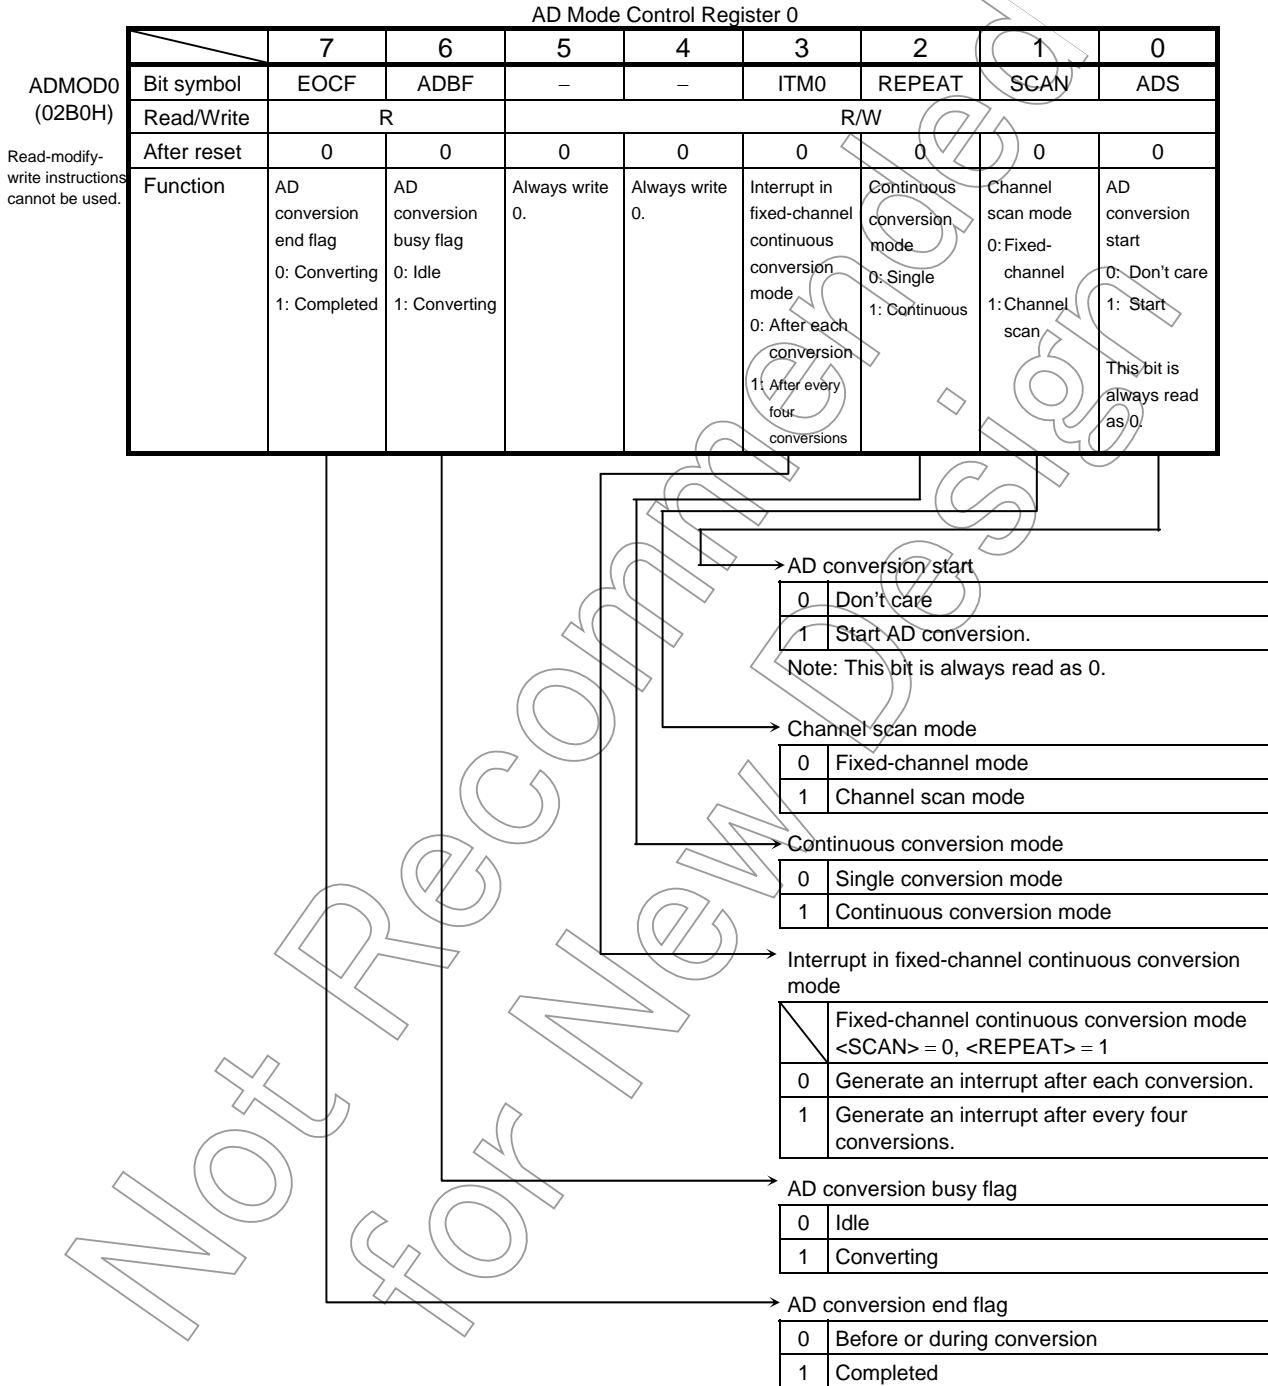 AD Mode Control Register 0
7 6 5 4 3 2 1 0
ADMOD0
(02B0H)
Read-modify-
write instructions
cannot be used.
Bit symbol EOCF ADBF – – ITM0 REPEAT SCAN ADS
Read/Write R R/W
After reset 0 0 0 0 0 0 0 0
Function
AD
conversion
end flag
0: Converting
1: Completed
AD
conversion
busy flag
0: Idle
1: Converting
Always write
0.
Always write
0.
Interrupt in
fixed-channel
continuous
conversion
mode
0: After each
conversion
1: After every
four
conversions
Continuous
conversion
mode
0: Single
1: Continuous
Channel
scan mode
0: Fixed-
channel
1: Channel
scan
AD
conversion
start
0: Don't care
1: Start
This bit is
always read
as 0.
AD conversion start
0 Don't care
1 Start AD conversion.
Note: This bit is always read as 0.
Channel scan mode
0 Fixed-channel mode
1 Channel scan mode
Continuous conversion mode
0 Single conversion mode
1 Continuous conversion mode
Interrupt in fixed-channel continuous conversion
mode
Fixed-channel continuous conversion mode
<SCAN> = 0, <REPEAT> = 1
0 Generate an interrupt after each conversion.
1 Generate an interrupt after every four
conversions.
AD conversion busy flag
0 Idle
1 Converting
AD conversion end flag
0 Before or during conversion
1 Completed
Not Recommended
for New Design